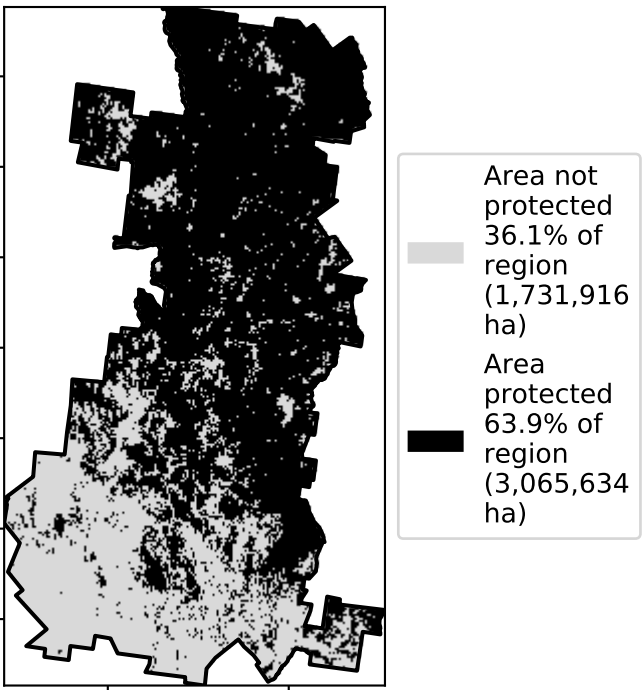 Area not
protected
36.1% of
region
(1,731,916
ha)
Area
protected
63.9% of
region
(3,065,634
ha)